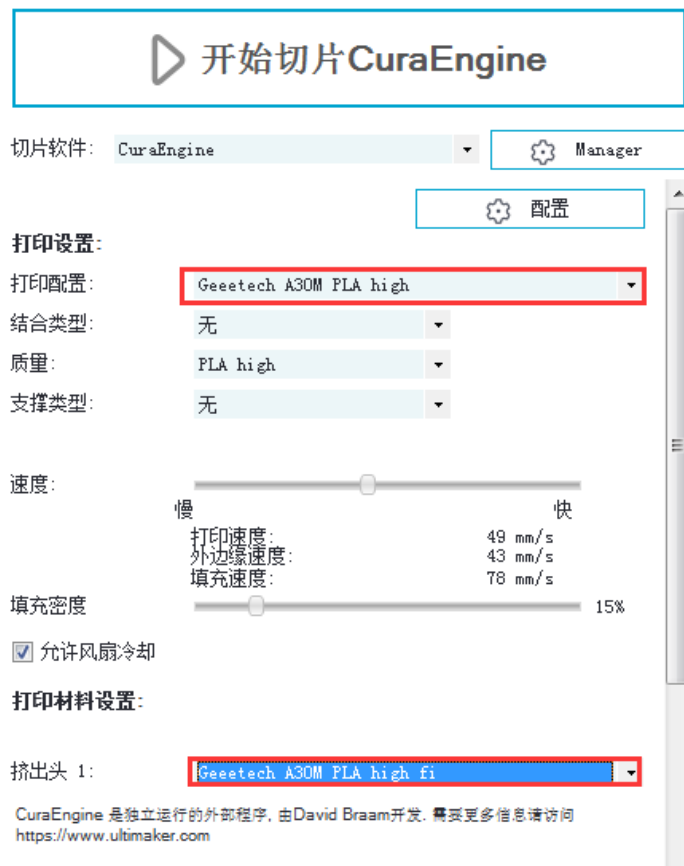 开始切片CuraEngine
切片软件: CuraEngine Manager
配置
打印设置:
打印配置: Geeetech A30M PLA high
结合类型: 无
质量: PLA high
支撑类型: 无
速度:
慢 快
打印速度: 49 mm/s
外边缘速度: 43 mm/s
填充速度: 78 mm/s
填充密度 15%
允许风扇冷却
打印材料设置:
挤出头 1: Geeetech A30M PLA high fi
CuraEngine 是独立运行的外部程序, 由David Braam开发. 需要更多信息请访问
https://www.ultimaker.com